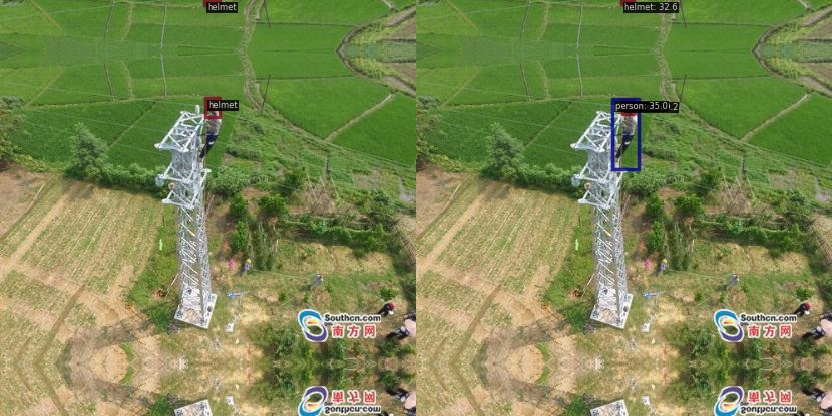 helmet
helmet: 32.6
helmet
person: 35.0
Southcn.com
南方网
Southcn.com
南方网